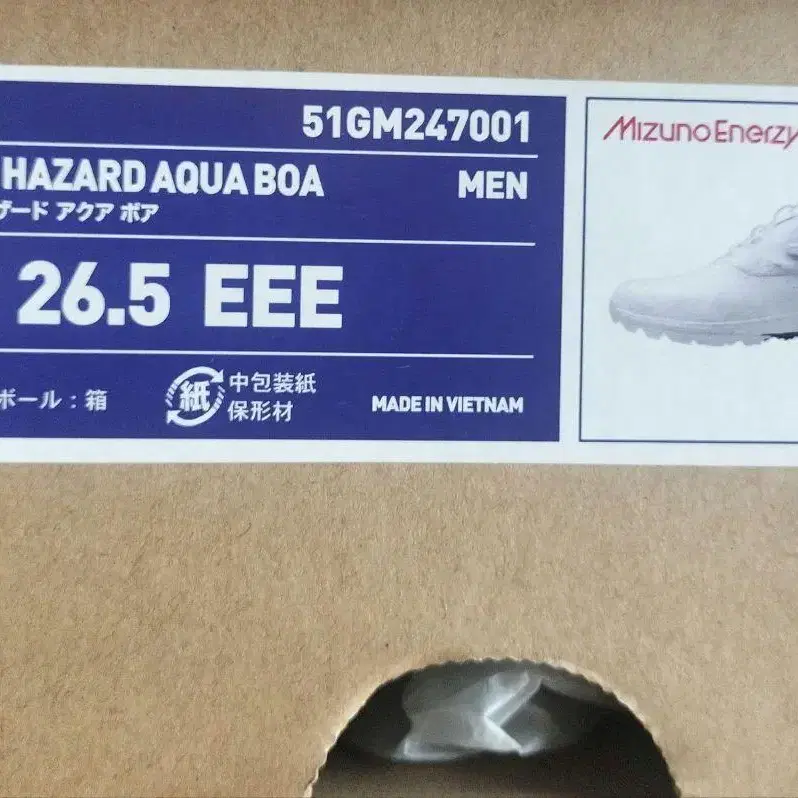 51GM247001
HAZARD AQUA BOA
MEN
ザード アクア ボア
26.5 EEE
ボール：箱
紙
中包装紙
保形材
MADE IN VIETNAM
MIZUNO ENERZY